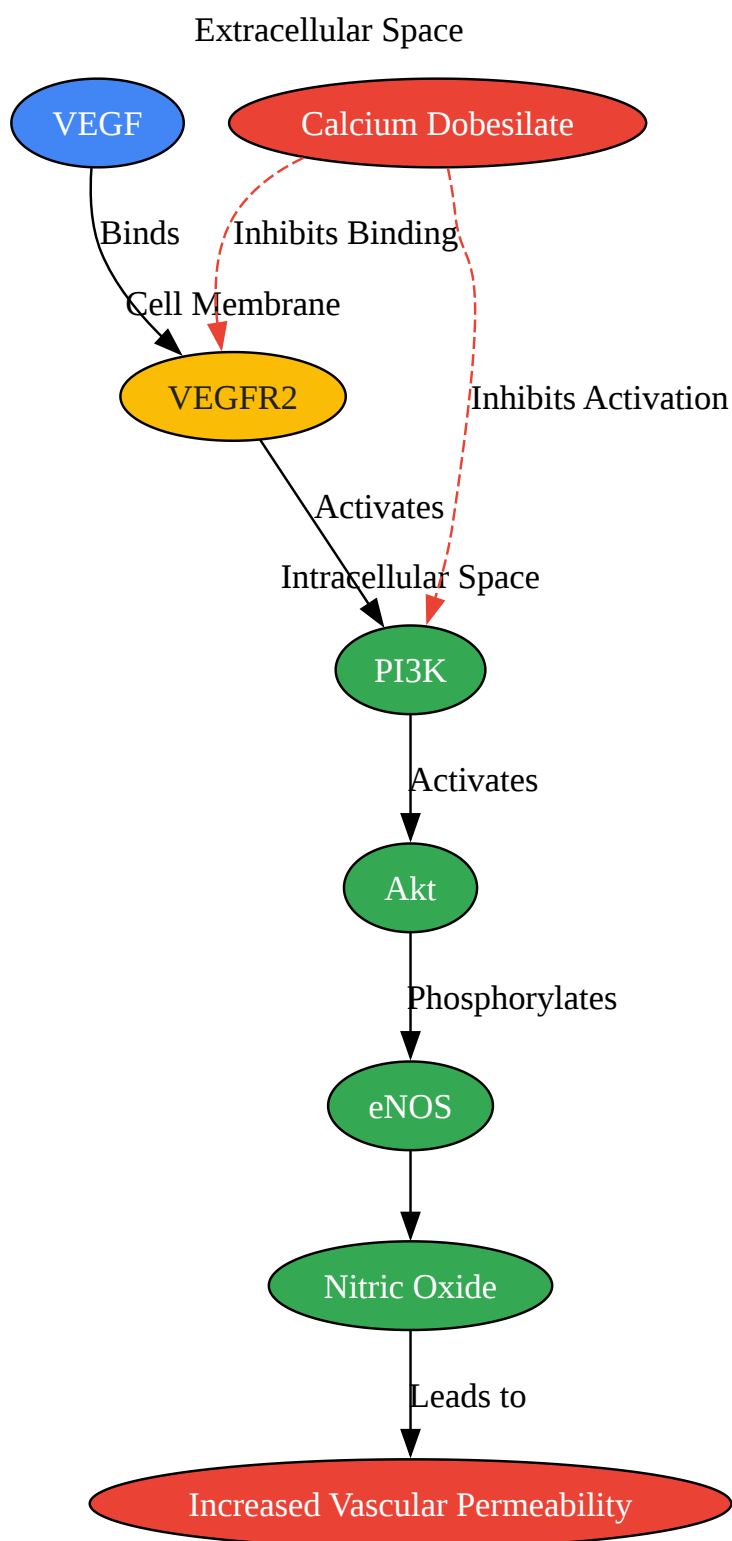 Extracellular Space
VEGF
Calcium Dobesilate
Binds
Inhibits Binding
Cell Membrane
VEGFR2
Inhibits Activation
Activates
Intracellular Space
PI3K
Activates
Akt
Phosphorylates
eNOS
Nitric Oxide
Leads to
Increased Vascular Permeability